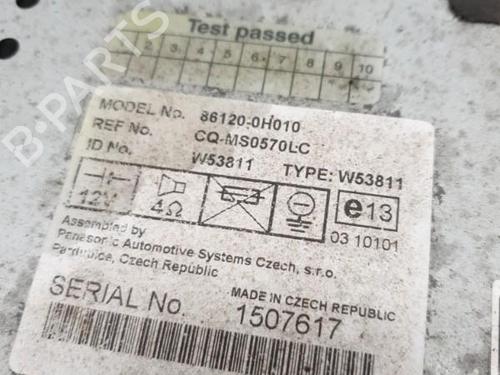 Test passed
1 2 3 4 5 6 7 8 9 10
MODEL No. 86120-0H010
REF No. CQ-MS0570LC
ID No. W53811 TYPE: W53811
12V 4Ω e13
03 10101
Assembled by
Panasonic Automotive Systems Czech, s.r.o.
Pardubice, Czech Republic
MADE IN CZECH REPUBLIC
SERIAL No. 1507617
B-PARTS